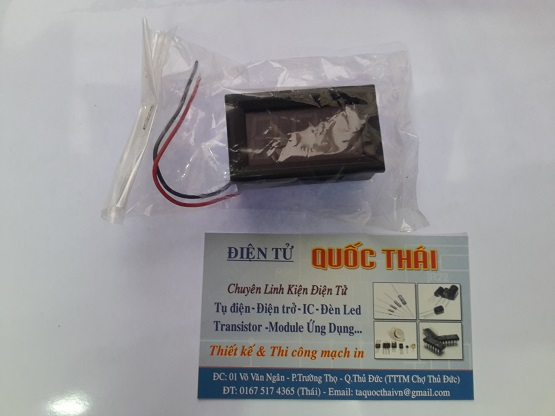 ĐIỆN TỬ QUỐC THÁI
Chuyên Linh Kiện Điện Tử
Tụ điện - Điện trở - IC - Đèn Led
Transistor - Module Ứng Dụng...
Thiết kế & Thi công mạch in
ĐC: 01 Võ Văn Ngân - P.Trường Thọ - Q.Thủ Đức (TTTM Chợ Thủ Đức)
ĐT: 0167 517 4365 (Thái) - Email: taquocthaivn@gmail.com